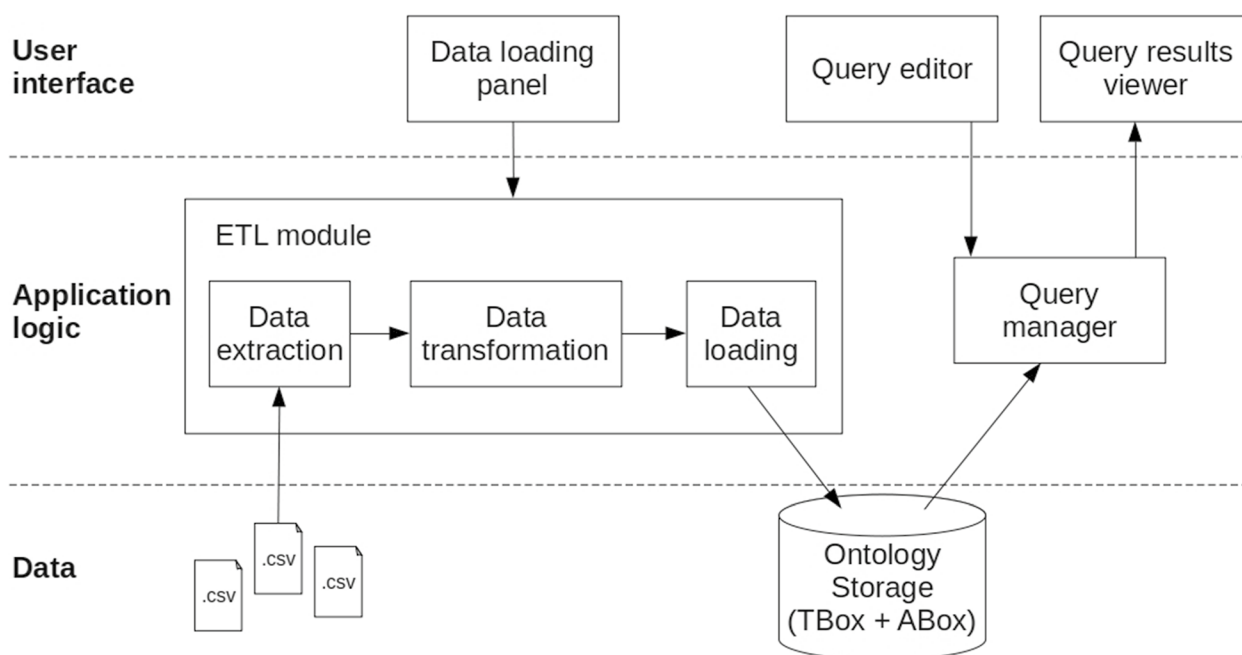 User
interface
Data loading
panel
Query editor
Query results
viewer
Application
logic
ETL module
Data
extraction
Data
transformation
Data
loading
Query
manager
Data
.csv
.csv
.csv
Ontology
Storage
(TBox + ABox)